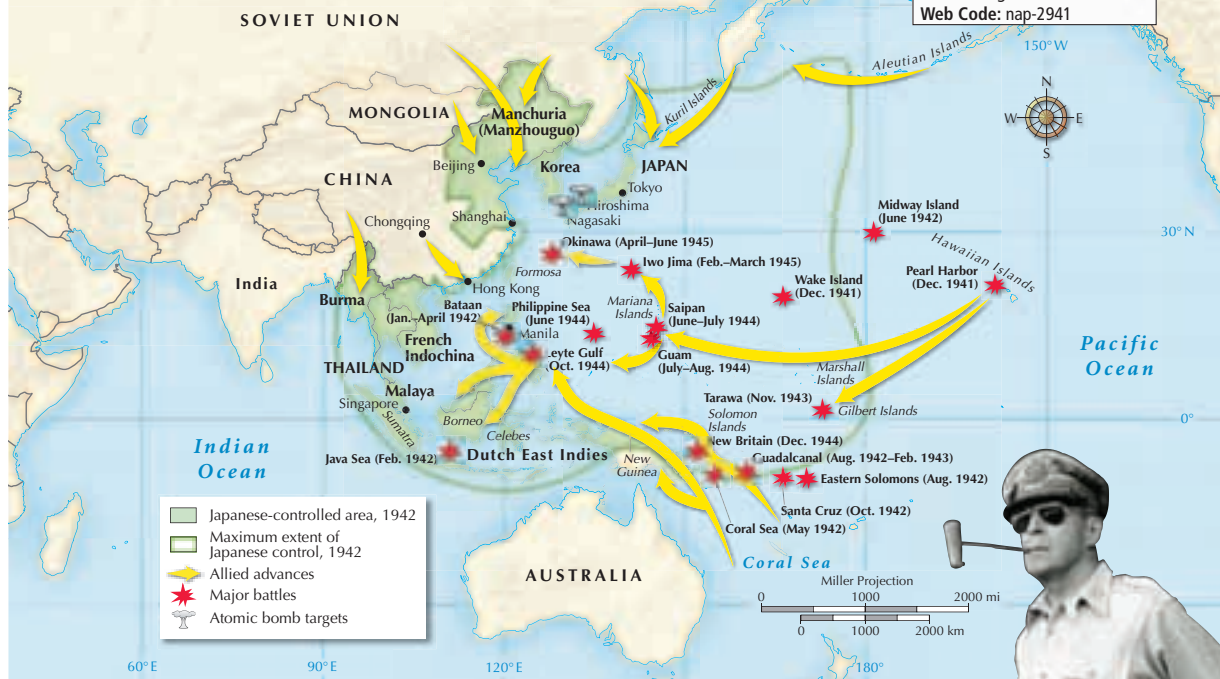 Web Code: nap-2941
SOVIET UNION
150°W
Aleutian Islands
N
W
E
S
MONGOLIA
Manchuria
(Manzhouguo)
Kuril Islands
Beijing
Korea
JAPAN
CHINA
Tokyo
Hiroshima
Nagasaki
Chongqing
Shanghai
Midway Island
(June 1942)
30°N
Okinawa (April–June 1945)
Hawaiian Islands
Iwo Jima (Feb.–March 1945)
Formosa
Pearl Harbor
(Dec. 1941)
Wake Island
(Dec. 1941)
India
Hong Kong
Burma
Bataan
(Jan.–April 1942)
Philippine Sea
(June 1944)
Mariana
Islands
Saipan
(June–July 1944)
Manila
French
Indochina
Leyte Gulf
(Oct. 1944)
Guam
(July–Aug. 1944)
Pacific
Ocean
THAILAND
Marshall
Islands
Malaya
Singapore
Tarawa (Nov. 1943)
Gilbert Islands
Sumatra
Borneo
Celebes
Solomon
Islands
0°
New Britain (Dec. 1944)
Indian
Ocean
Java Sea (Feb. 1942)
Dutch East Indies
New
Guinea
Guadalcanal (Aug. 1942–Feb. 1943)
Eastern Solomons (Aug. 1942)
Santa Cruz (Oct. 1942)
Coral Sea (May 1942)
Coral Sea
AUSTRALIA
Japanese-controlled area, 1942
Maximum extent of
Japanese control, 1942
Allied advances
Major battles
Atomic bomb targets
Miller Projection
0 1000 2000 mi
0 1000 2000 km
60°E
90°E
120°E
180°